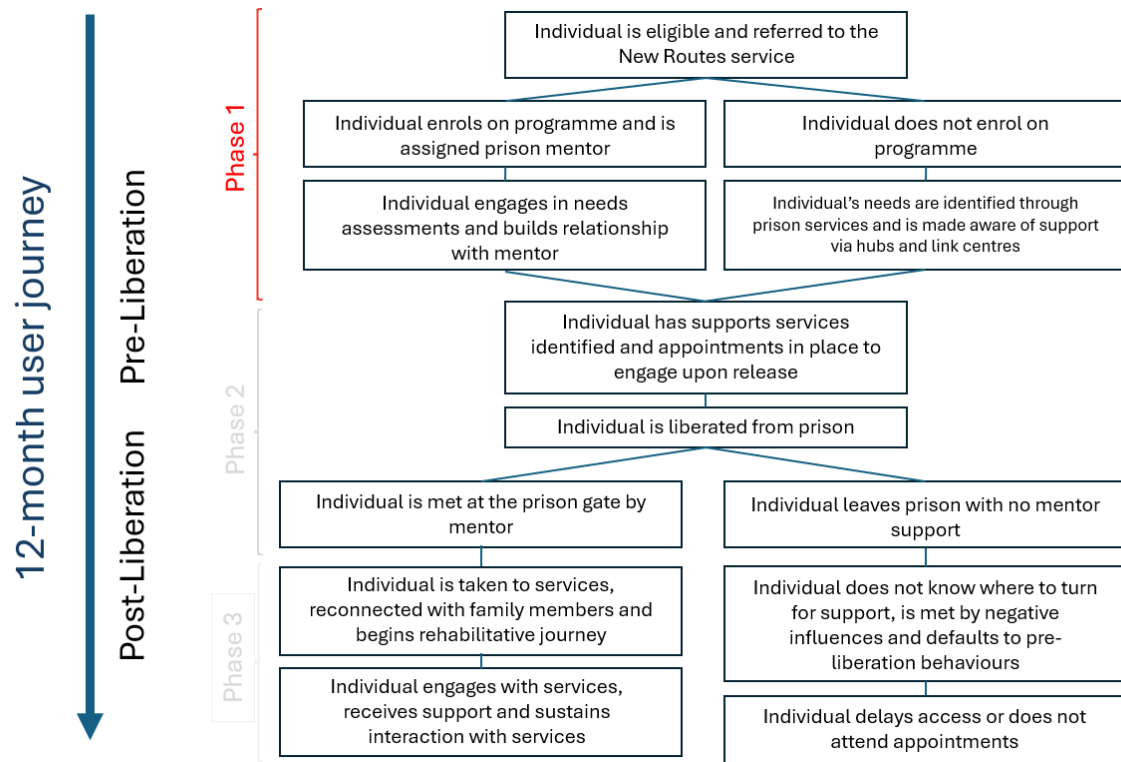 12-month user journey
Pre-Liberation
Post-Liberation
Phase 1
Individual is eligible and referred to the
New Routes service
Individual enrols on programme and is
assigned prison mentor
Individual does not enrol on
programme
Individual engages in needs
assessments and builds relationship
with mentor
Individual's needs are identified through
prison services and is made aware of support
via hubs and link centres
Phase 2
Individual has supports services
identified and appointments in place to
engage upon release
Individual is liberated from prison
Individual is met at the prison gate by
mentor
Individual leaves prison with no mentor
support
Phase 3
Individual is taken to services,
reconnected with family members and
begins rehabilitative journey
Individual does not know where to turn
for support, is met by negative
influences and defaults to pre-
liberation behaviours
Individual engages with services,
receives support and sustains
interaction with services
Individual delays access or does not
attend appointments